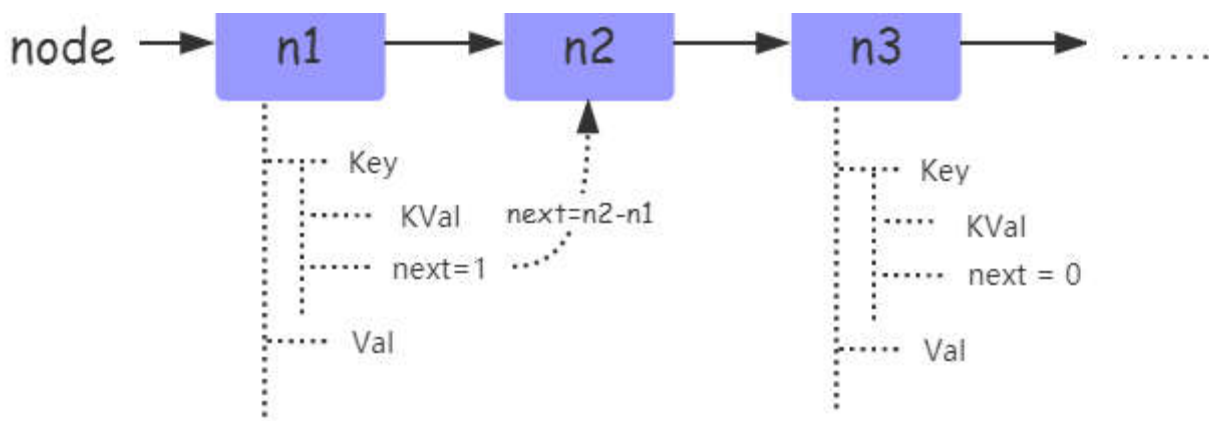 node n1 n2 n3 ......
Key
KVal
next=n2-n1
next=1
Val
Key
KVal
next = 0
Val